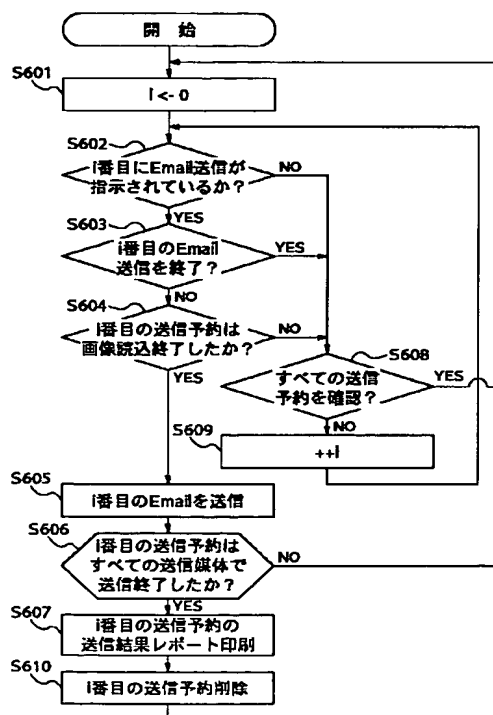 開 始
S601
i <- 0
S602
i番目にEmail送信が
指示されているか?
NO
YES
S603
i番目のEmail
送信を終了?
YES
NO
S604
i番目の送信予約は
画像読込終了したか?
NO
YES
S608
すべての送信
予約を確認?
YES
NO
S609
++i
S605
i番目のEmailを送信
S606
i番目の送信予約は
すべての送信媒体で
送信終了したか?
NO
YES
S607
i番目の送信予約の
送信結果レポート印刷
S610
i番目の送信予約削除